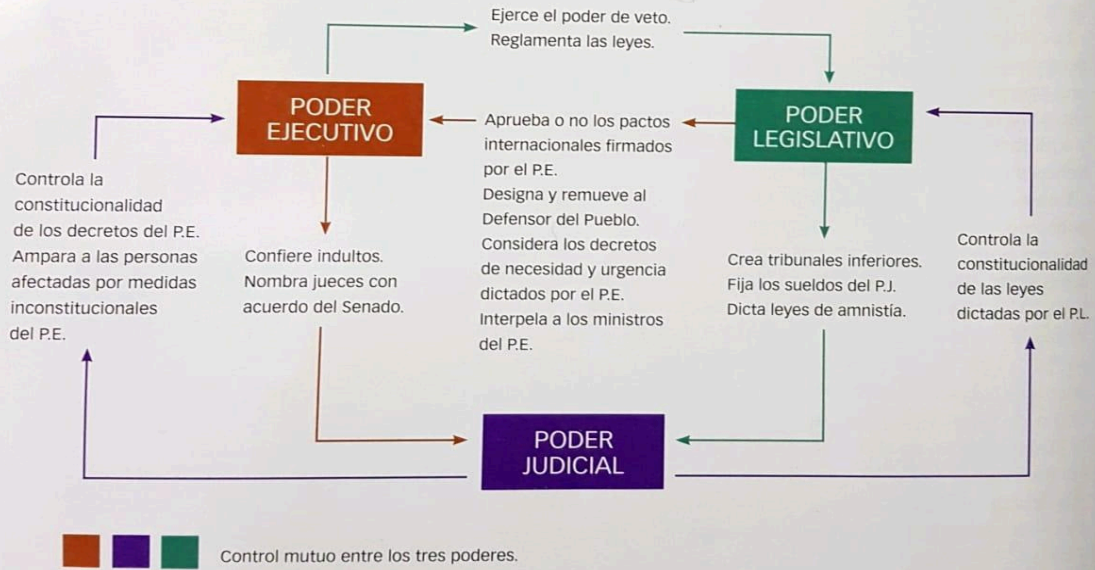 Ejerce el poder de veto.
Reglamenta las leyes.
PODER
EJECUTIVO
PODER
LEGISLATIVO
Aprueba o no los pactos
internacionales firmados
por el P.E.
Designa y remueve al
Defensor del Pueblo.
Considera los decretos
de necesidad y urgencia
dictados por el P.E.
Interpela a los ministros
del P.E.
Controla la
constitucionalidad
de los decretos del P.E.
Ampara a las personas
afectadas por medidas
inconstitucionales
del P.E.
Confiere indultos.
Nombra jueces con
acuerdo del Senado.
Crea tribunales inferiores.
Fija los sueldos del P.J.
Dicta leyes de amnistía.
Controla la
constitucionalidad
de las leyes
dictadas por el P.L.
PODER
JUDICIAL
Control mutuo entre los tres poderes.